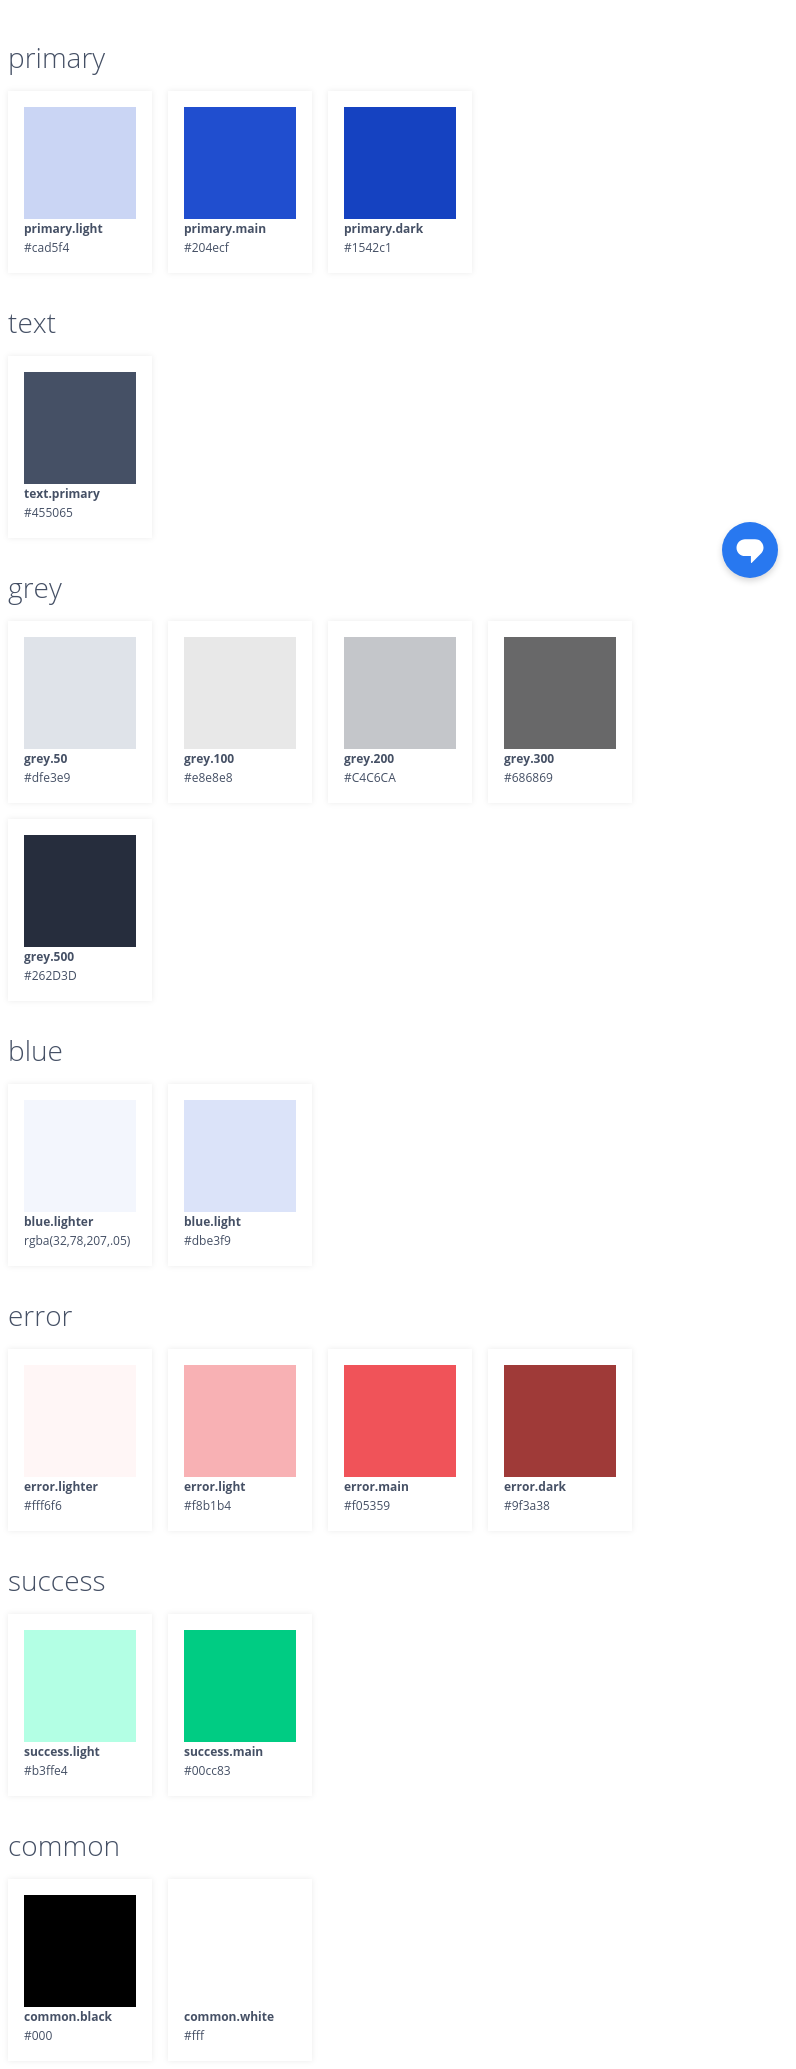 primary
primary.light
#cad5f4
primary.main
#204ecf
primary.dark
#1542c1
text
text.primary
#455065
grey
grey.50
#dfe3e9
grey.100
#e8e8e8
grey.200
#C4C6CA
grey.300
#686869
grey.500
#262D3D
blue
blue.lighter
rgba(32,78,207,.05)
blue.light
#dbe3f9
error
error.lighter
#fff6f6
error.light
#f8b1b4
error.main
#f05359
error.dark
#9f3a38
success
success.light
#b3ffe4
success.main
#00cc83
common
common.black
#000
common.white
#fff